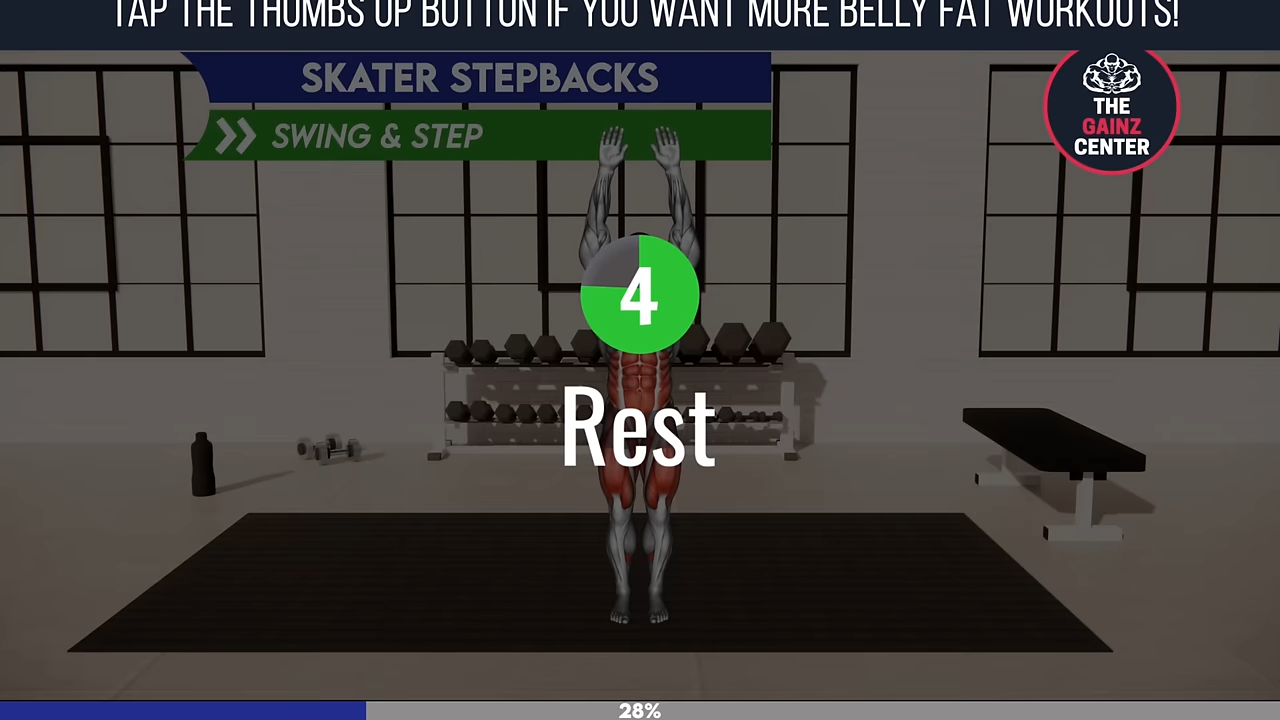 TAP THE THUMBS UP BUTTON IF YOU WANT MORE BELLY FAT WORKOUTS!
SKATER STEPBACKS
SWING & STEP
THE
GAINZ
CENTER
4
Rest
28%